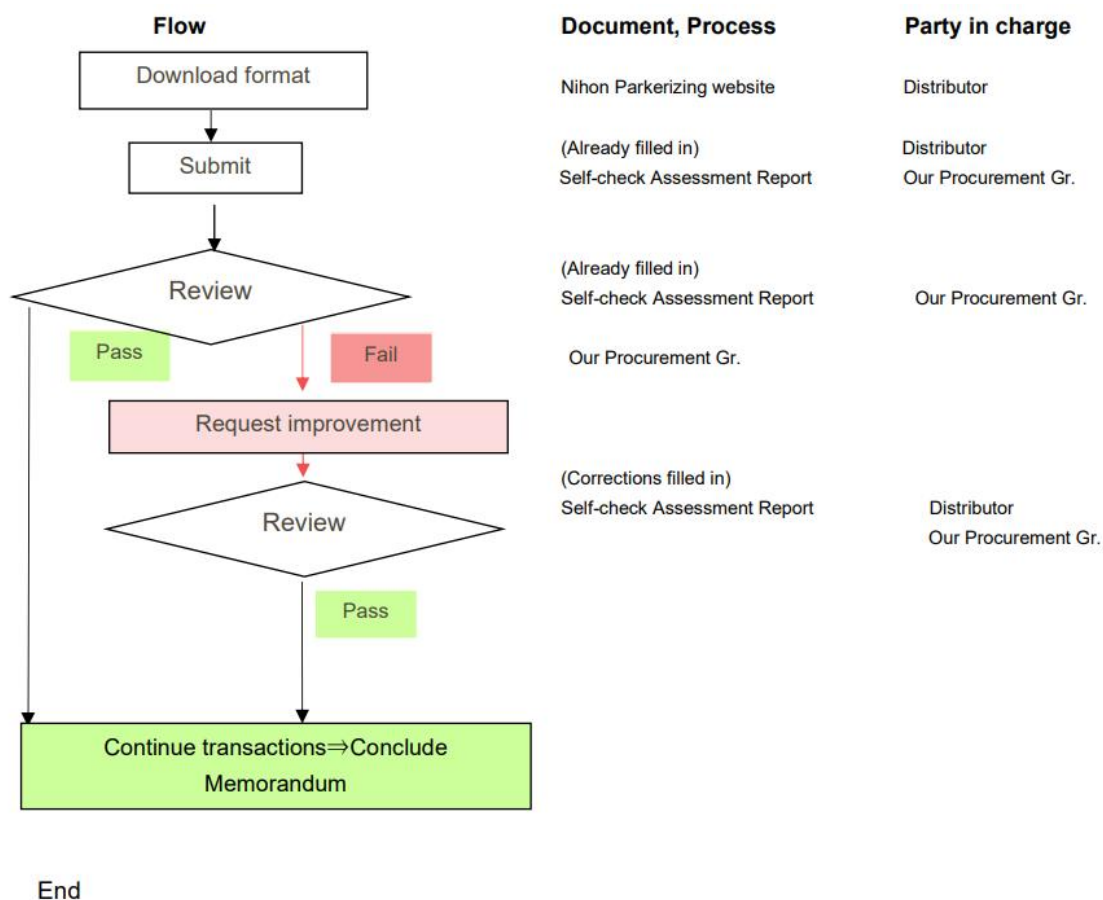 Flow Document, Process Party in charge
Download format
Nihon Parkerizing website Distributor
(Already filled in) Distributor
Submit
Self-check Assessment Report Our Procurement Gr.
(Already filled in)
Review
Self-check Assessment Report Our Procurement Gr.
Pass Fail
Our Procurement Gr.
Request improvement
(Corrections filled in)
Self-check Assessment Report Distributor
Review
Our Procurement Gr.
Pass
Continue transactions⇒Conclude
Memorandum
End